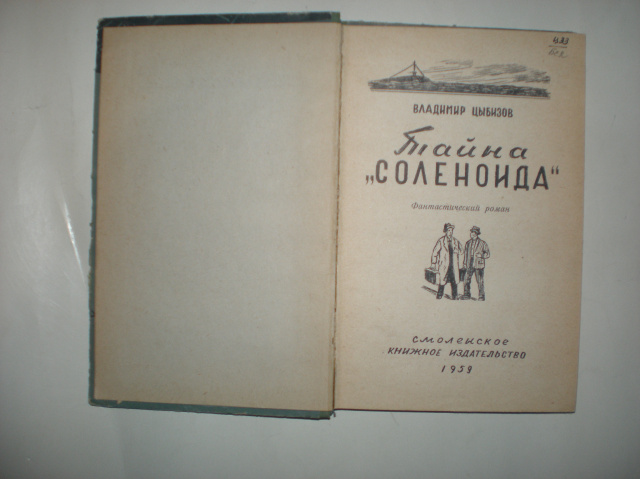 ВЛАДИМИР ЦЫБИЗОВ
Тайна
„СОЛЕНОИДА“
Фантастический роман
СМОЛЕНСКОЕ
КНИЖНОЕ ИЗДАТЕЛЬСТВО
1959